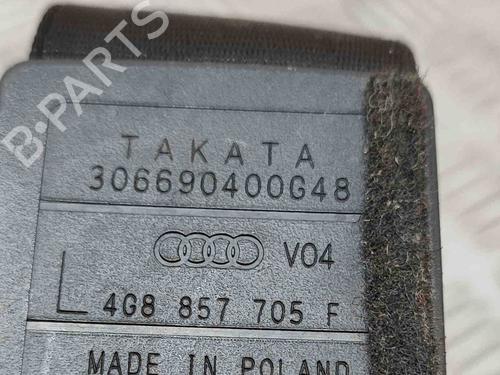 B-PARTS
TAKATA
306690400G48
V04
L 4G8 857 705 F
MADE IN POLAND